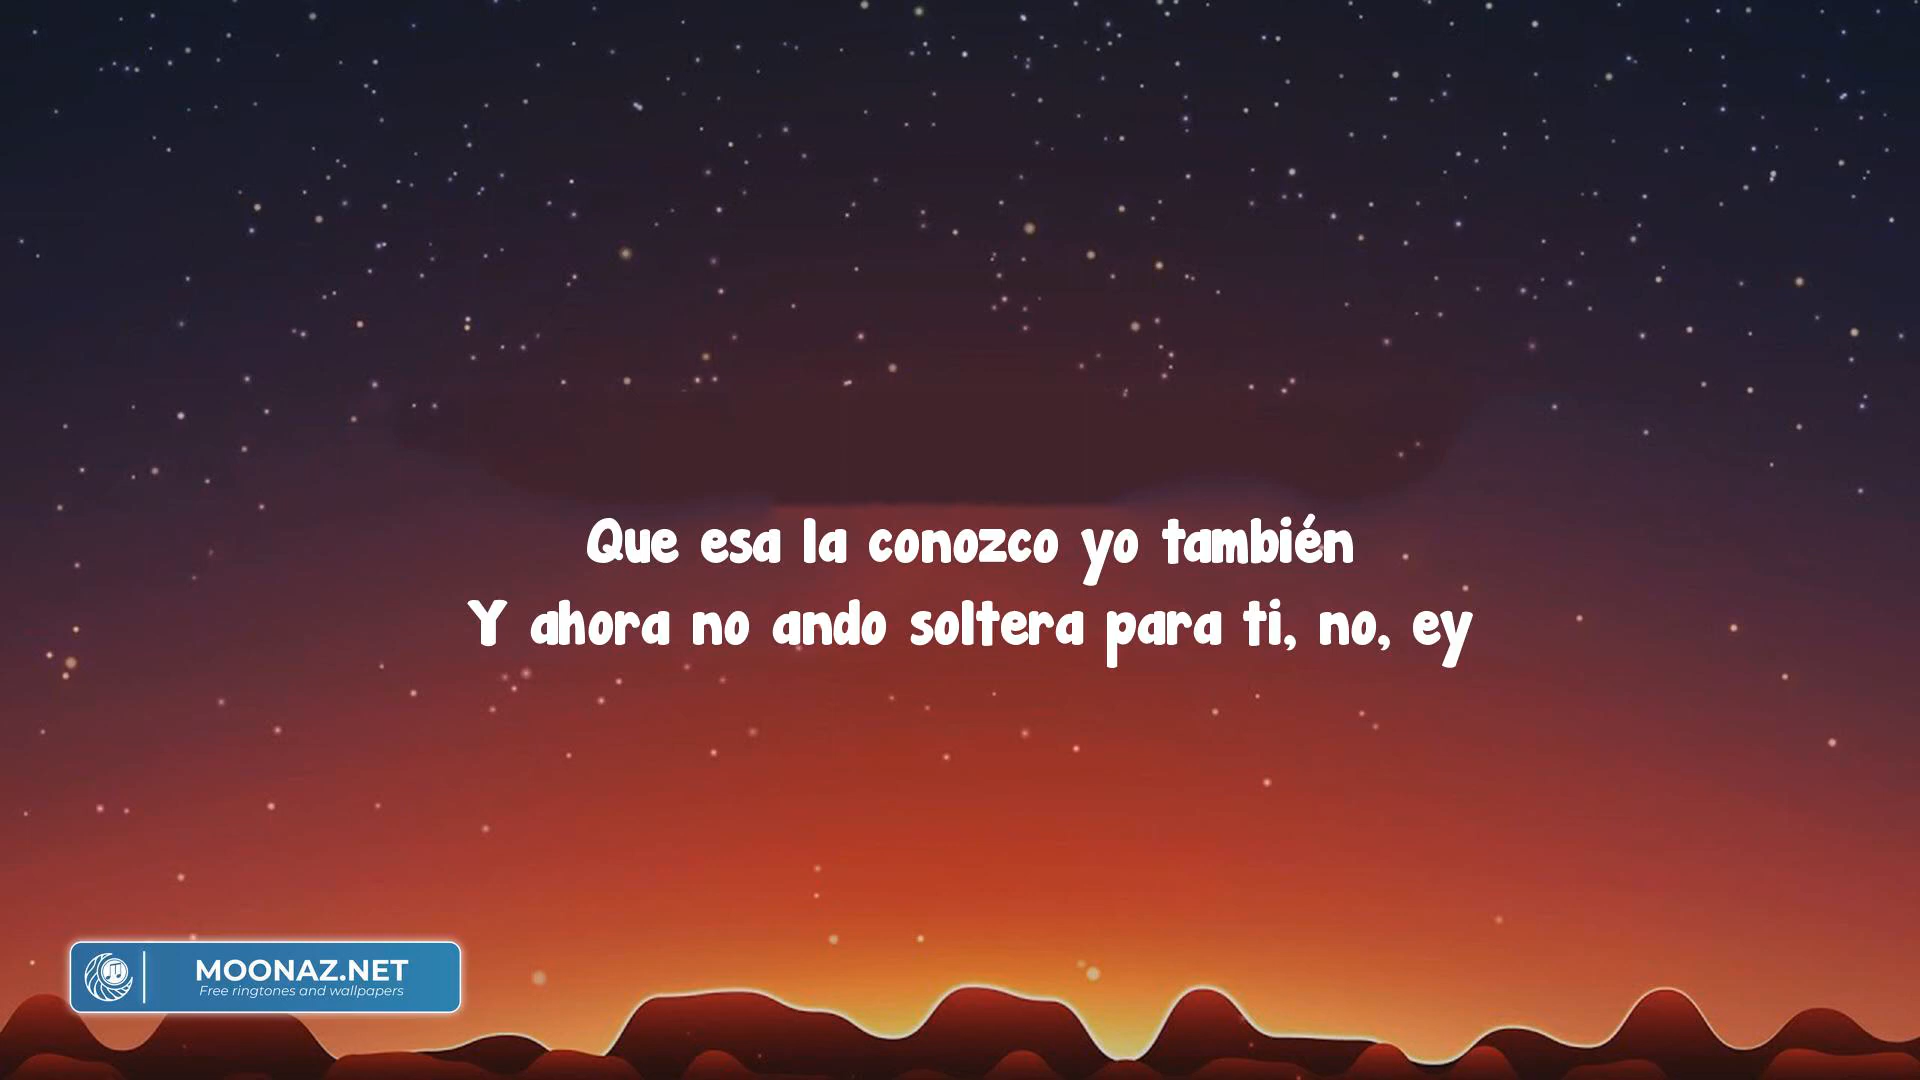 Que esa la conozco yo también
Y ahora no ando soltera para ti, no, ey
MOONAZ.NET
Free ringtones and wallpapers